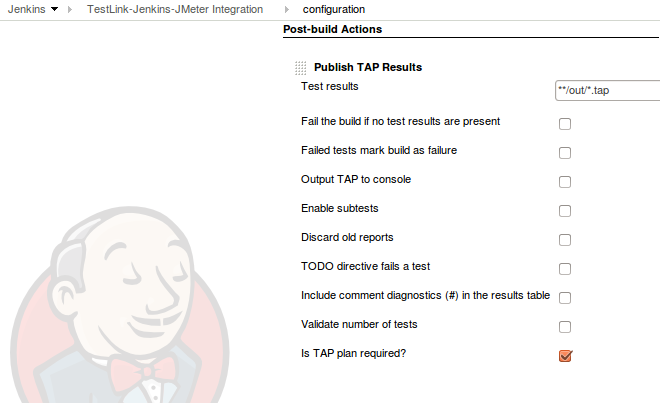 Jenkins TestLink-Jenkins-JMeter Integration configuration
Post-build Actions
Publish TAP Results
Test results **/out/*.tap
Fail the build if no test results are present
Failed tests mark build as failure
Output TAP to console
Enable subtests
Discard old reports
TODO directive fails a test
Include comment diagnostics (#) in the results table
Validate number of tests
Is TAP plan required?